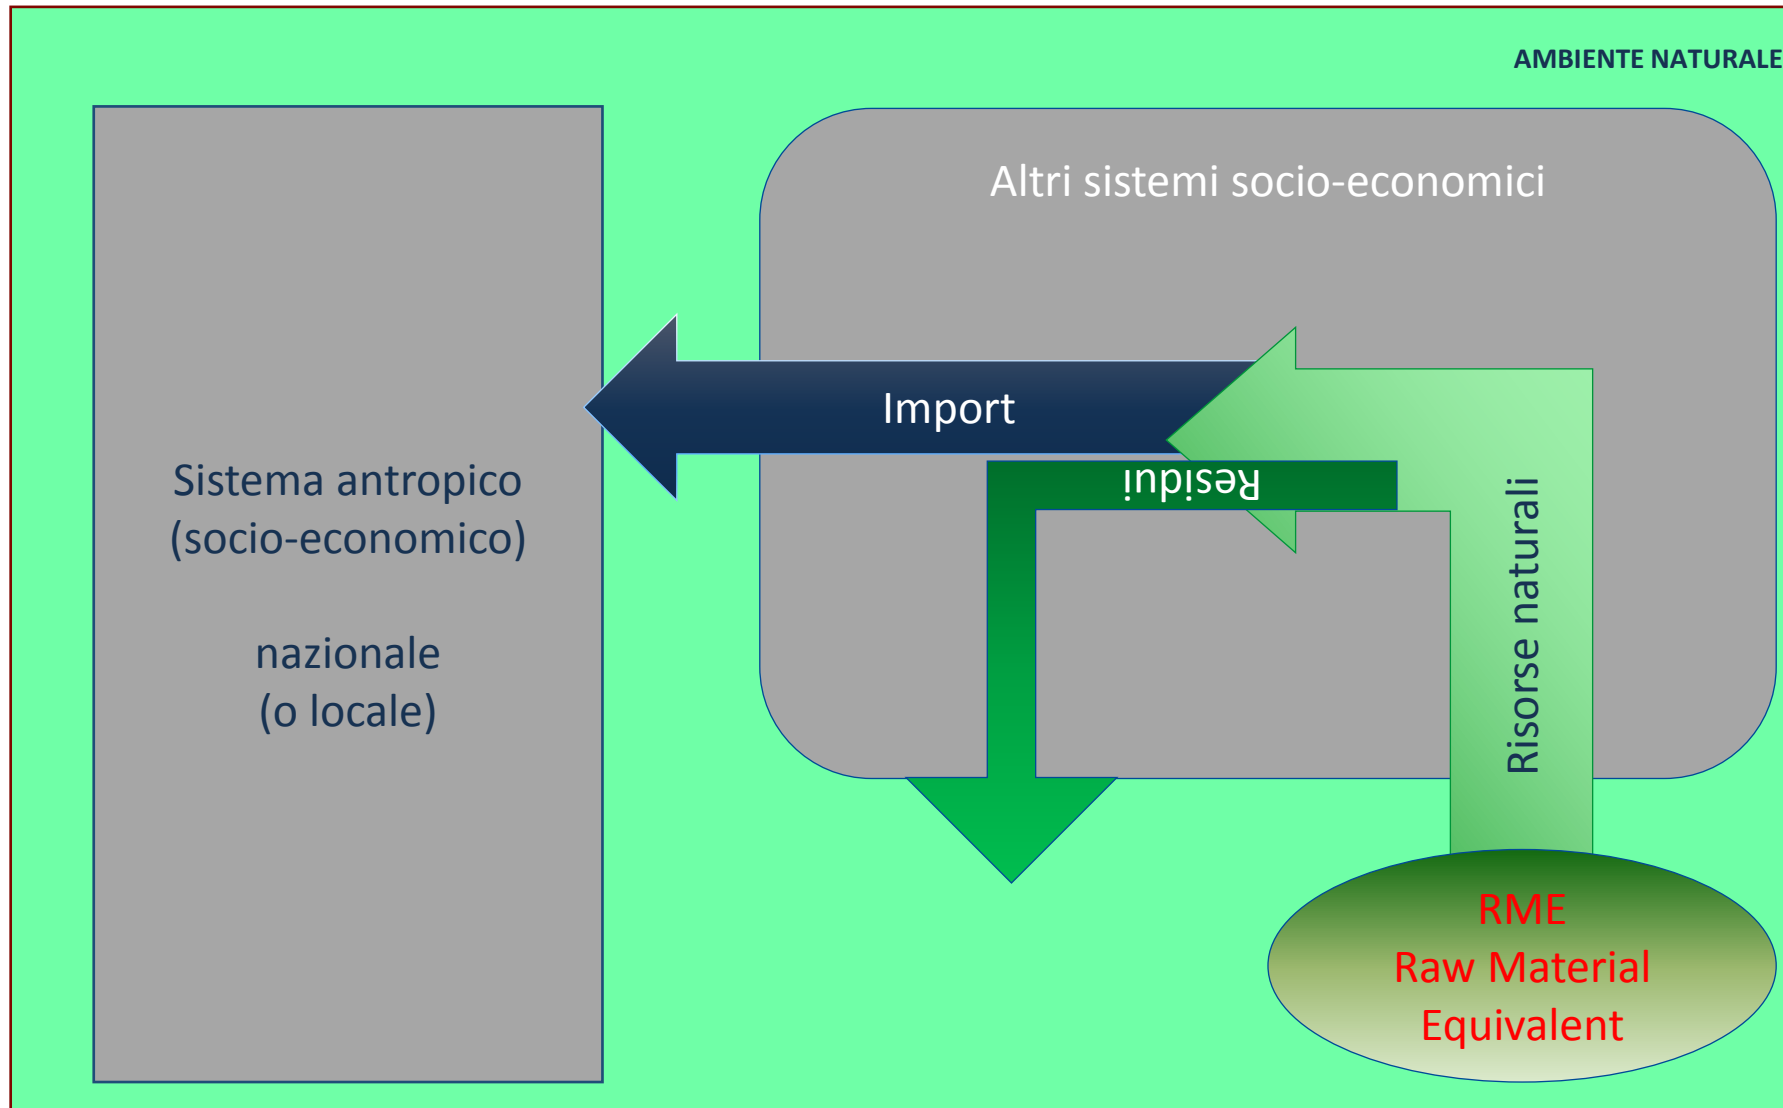 AMBIENTE NATURALE
Altri sistemi socio-economici
Import
Residui
Sistema antropico
(socio-economico)
nazionale
(o locale)
Risorse naturali
RME
Raw Material
Equivalent